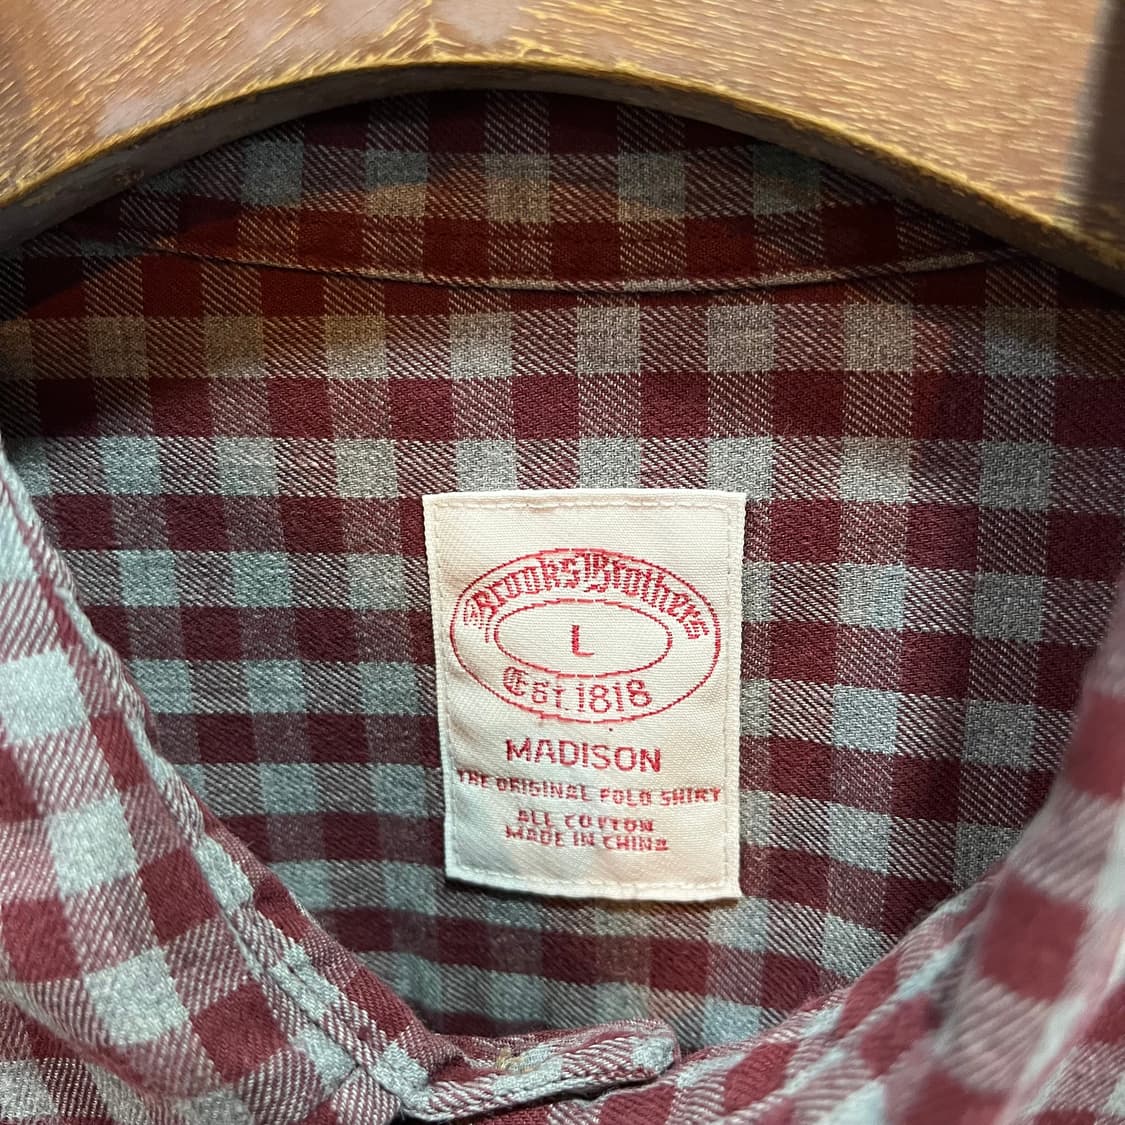 Brooks Brothers
L
Est. 1818
MADISON
THE ORIGINAL POLO SHIRT
ALL COTTON
MADE IN CHINA